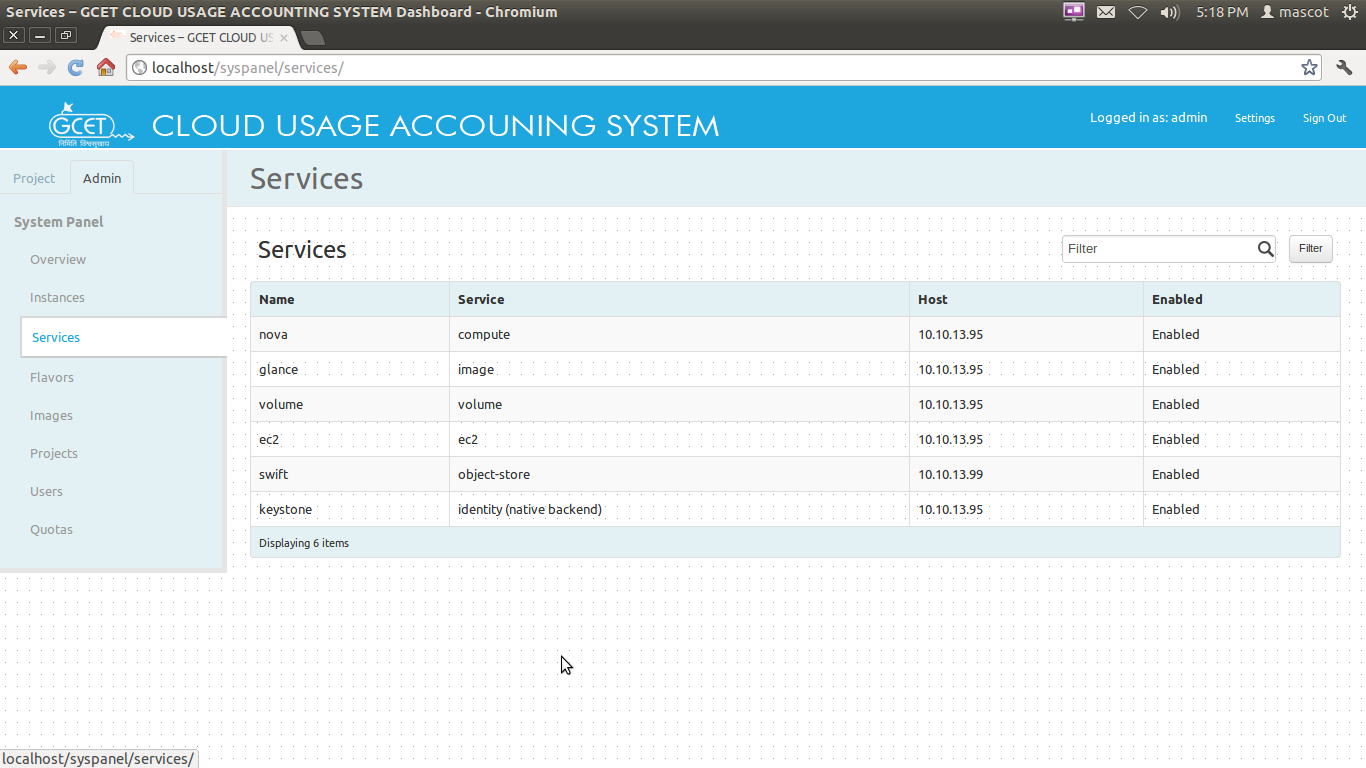 Services – GCET CLOUD USAGE ACCOUNTING SYSTEM Dashboard - Chromium 5:18 PM mascot
Services – GCET CLOUD US
localhost/syspanel/services/
GCET CLOUD USAGE ACCOUNING SYSTEM Logged in as: admin Settings Sign Out
निर्मिति विश्वसुखाय
Project Admin Services
System Panel
Overview
Instances
Services
Flavors
Images
Projects
Users
Quotas
Services Filter Filter
Name Service Host Enabled
nova compute 10.10.13.95 Enabled
glance image 10.10.13.95 Enabled
volume volume 10.10.13.95 Enabled
ec2 ec2 10.10.13.95 Enabled
swift object-store 10.10.13.99 Enabled
keystone identity (native backend) 10.10.13.95 Enabled
Displaying 6 items
localhost/syspanel/services/